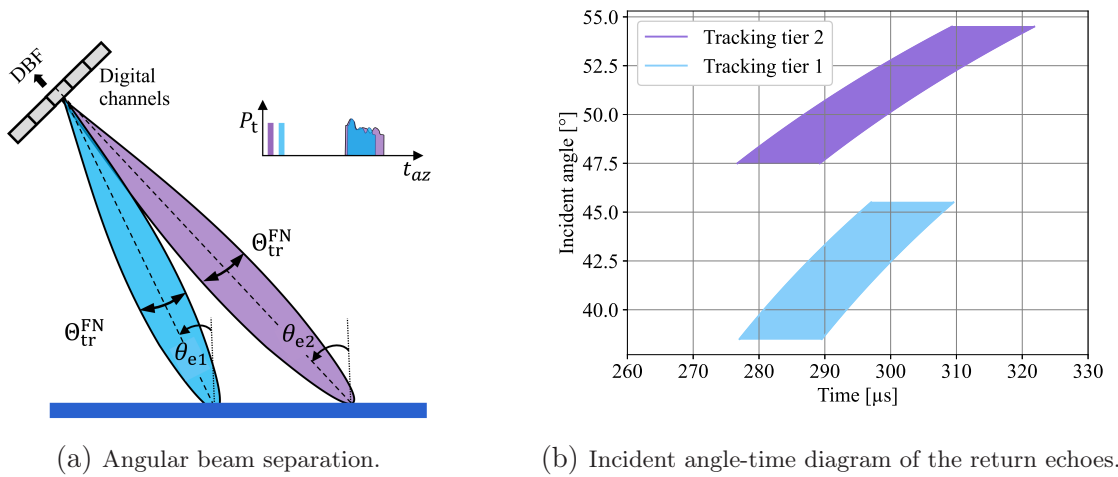 DBF
Digital
channels
P_t
t_az
Θ_tr^FN
Θ_tr^FN
θ_e1
θ_e2
(a) Angular beam separation.
55.0
52.5
50.0
47.5
45.0
42.5
40.0
Incident angle [°]
Tracking tier 2
Tracking tier 1
260 270 280 290 300 310 320 330
Time [μs]
(b) Incident angle-time diagram of the return echoes.